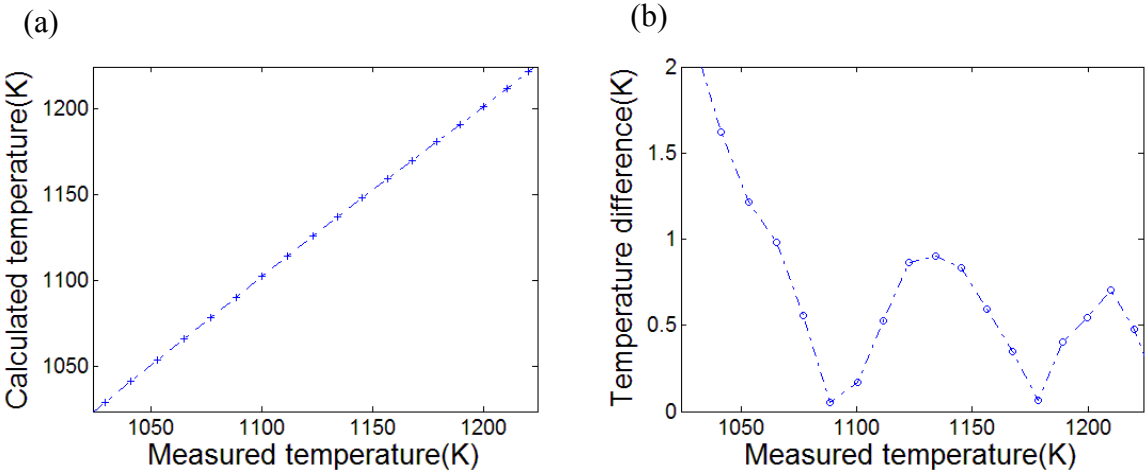 (a)
Calculated temperature(K)
1200
1150
1100
1050
1050 1100 1150 1200
Measured temperature(K)
(b)
Temperature difference(K)
2
1.5
1
0.5
0
1050 1100 1150 1200
Measured temperature(K)